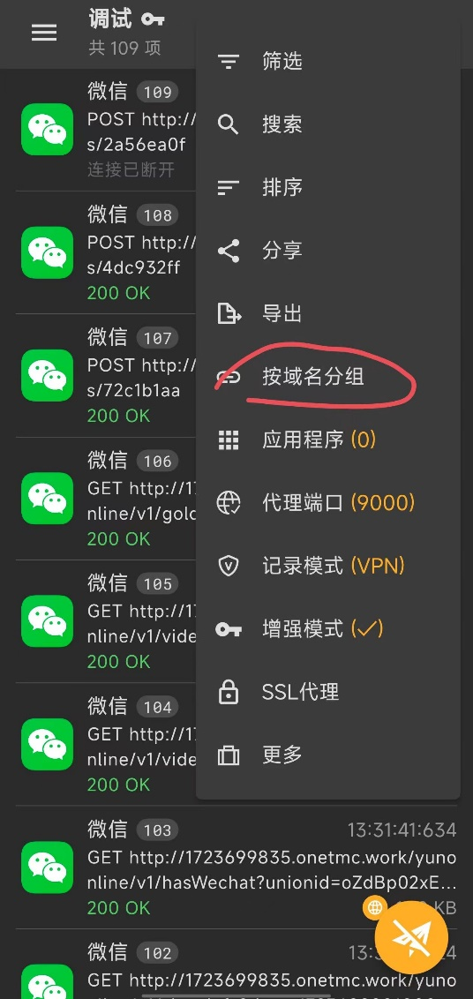 调试
共 109 项
筛选
搜索
排序
分享
导出
按域名分组
应用程序 (0)
代理端口 (9000)
记录模式 (VPN)
增强模式 (✓)
SSL代理
更多
微信 109
POST http://
s/2a56ea0f
连接已断开
微信 108
POST http://
s/4dc932ff
200 OK
微信 107
POST http://
s/72c1b1aa
200 OK
微信 106
GET http://17
nline/v1/gold
200 OK
微信 105
GET http://17
nline/v1/vide
200 OK
微信 104
GET http://17
nline/v1/vide
200 OK
微信 103 13:31:41:634
GET http://1723699835.onetmc.work/yuno
nline/v1/hasWechat?unionid=oZdBp02xE...
200 OK KB
微信 102
GET http://1723699835.onetmc.work/yuno